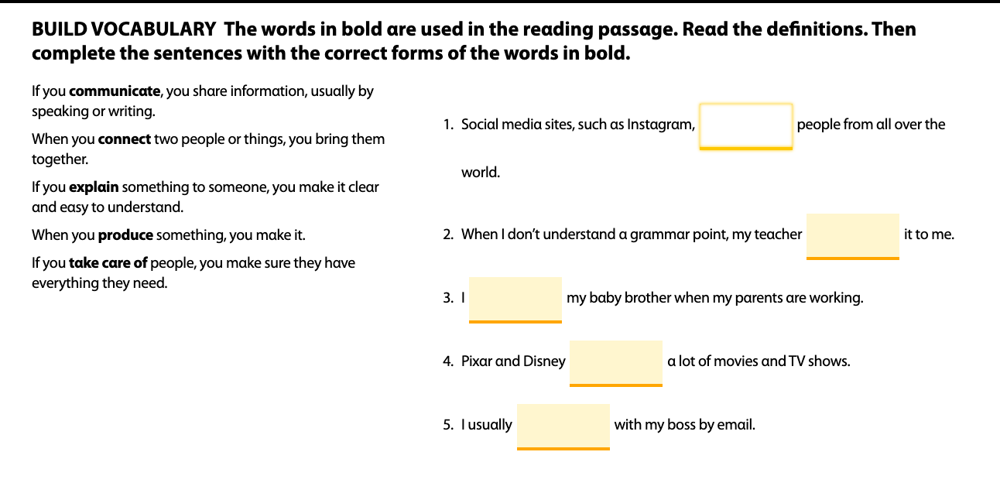 BUILD VOCABULARY The words in bold are used in the reading passage. Read the definitions. Then
complete the sentences with the correct forms of the words in bold.
If you communicate, you share information, usually by
speaking or writing.
When you connect two people or things, you bring them
together.
If you explain something to someone, you make it clear
and easy to understand.
When you produce something, you make it.
If you take care of people, you make sure they have
everything they need.
1. Social media sites, such as Instagram, people from all over the
world.
2. When I don’t understand a grammar point, my teacher it to me.
3. I my baby brother when my parents are working.
4. Pixar and Disney a lot of movies and TV shows.
5. I usually with my boss by email.